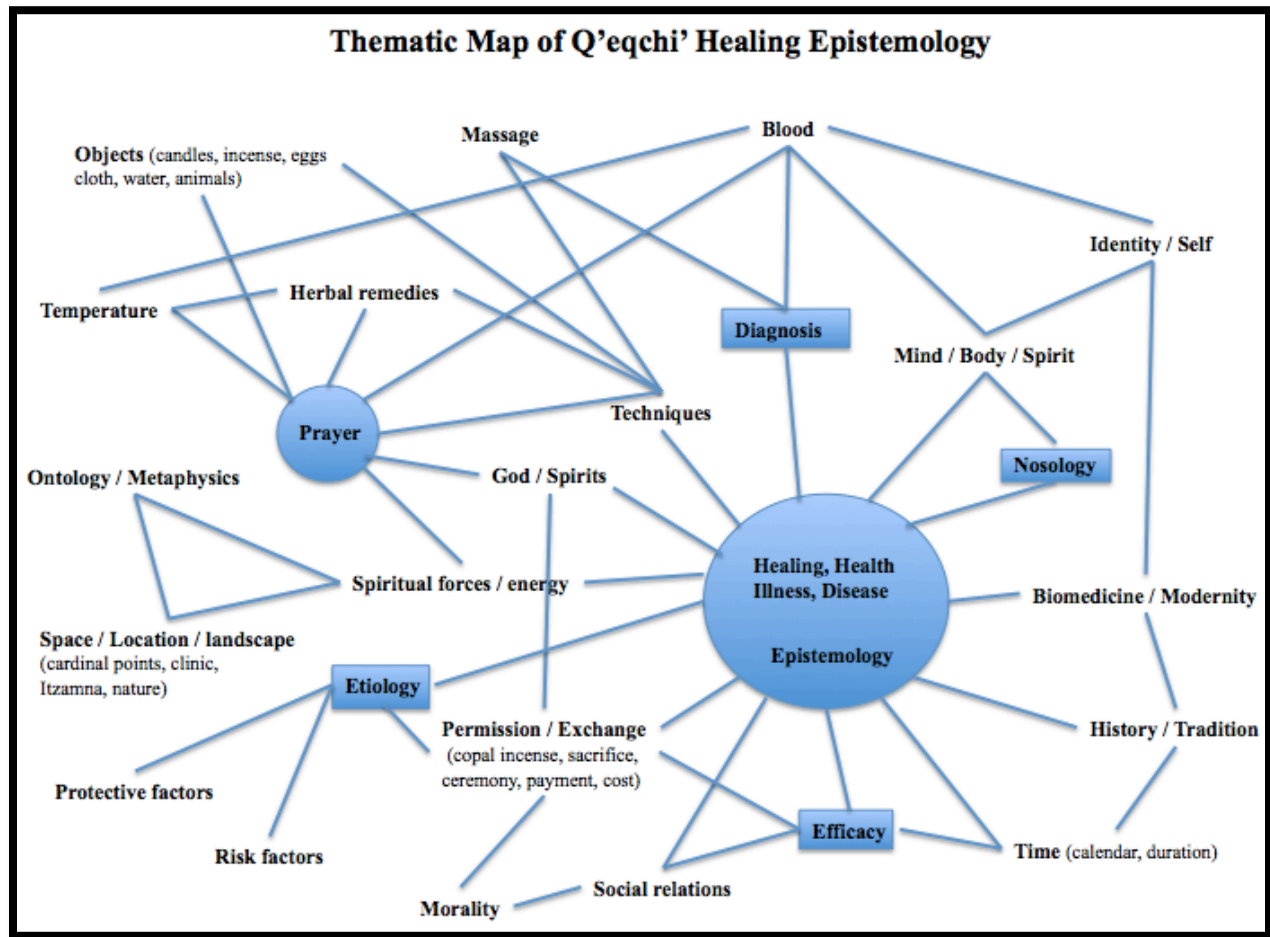 Thematic Map of Q’eqchi’ Healing Epistemology
Massage
Blood
Objects (candles, incense, eggs
cloth, water, animals)
Identity / Self
Temperature
Herbal remedies
Diagnosis
Mind / Body / Spirit
Techniques
Prayer
Nosology
Ontology / Metaphysics
God / Spirits
Healing, Health
Illness, Disease
Epistemology
Spiritual forces / energy
Biomedicine / Modernity
Space / Location / landscape
(cardinal points, clinic,
Itzamna, nature)
Etiology
Permission / Exchange
(copal incense, sacrifice,
ceremony, payment, cost)
History / Tradition
Protective factors
Risk factors
Efficacy
Time (calendar, duration)
Social relations
Morality